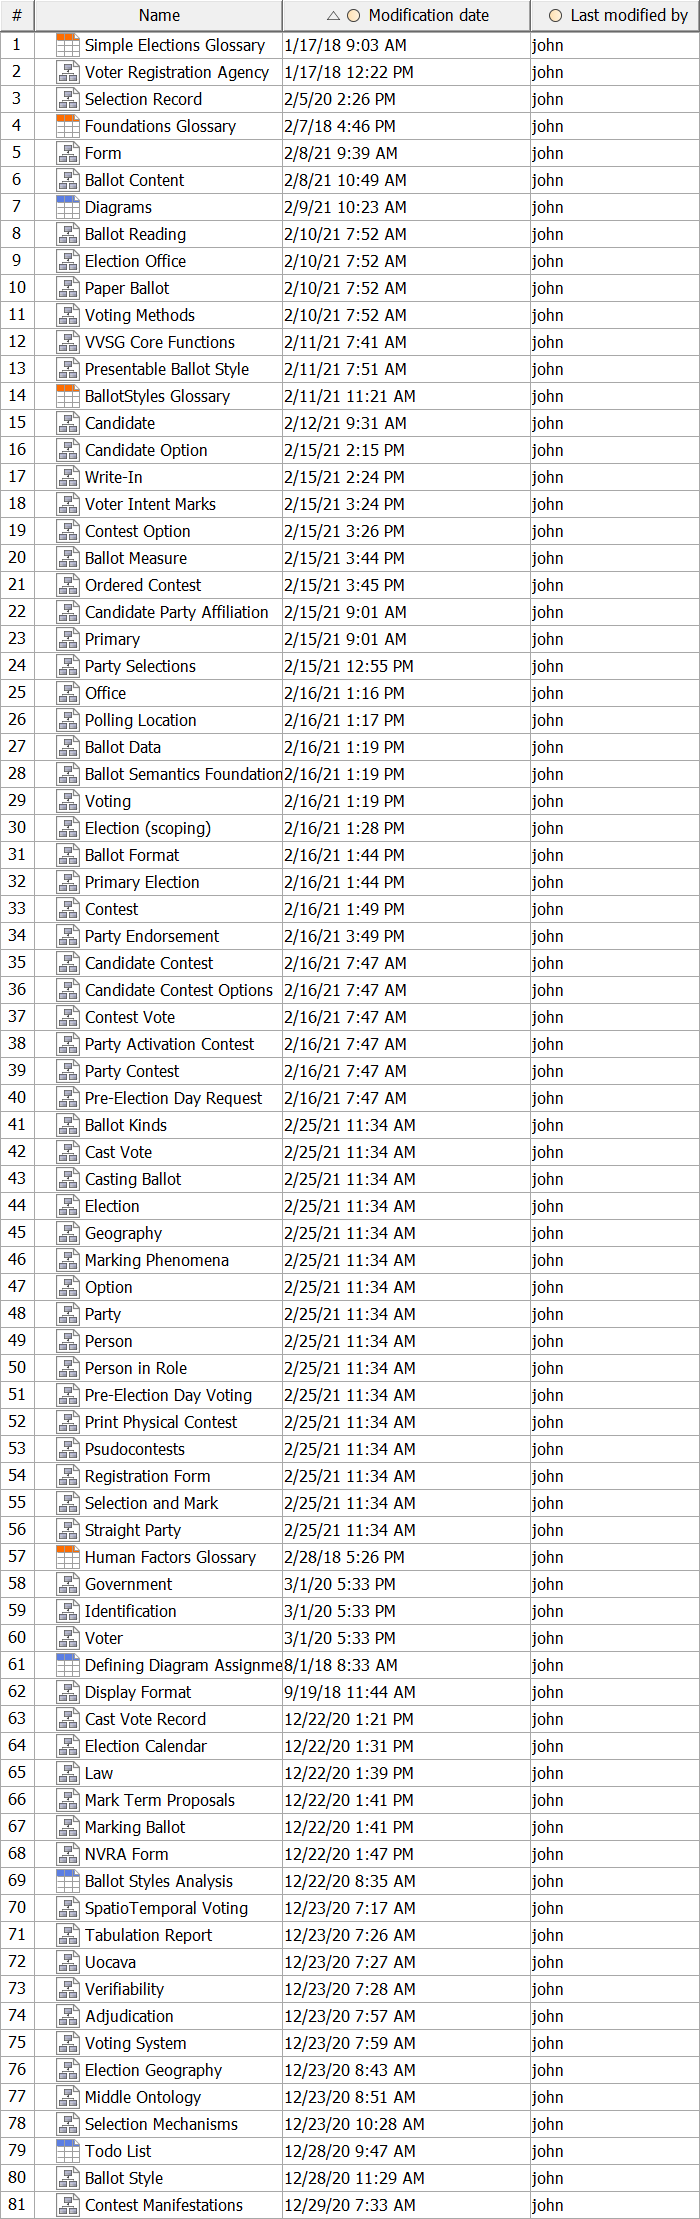 # Name Modification date Last modified by
1 Simple Elections Glossary 1/17/18 9:03 AM john
2 Voter Registration Agency 1/17/18 12:22 PM john
3 Selection Record 2/5/20 2:26 PM john
4 Foundations Glossary 2/7/18 4:46 PM john
5 Form 2/8/21 9:39 AM john
6 Ballot Content 2/8/21 10:49 AM john
7 Diagrams 2/9/21 10:23 AM john
8 Ballot Reading 2/10/21 7:52 AM john
9 Election Office 2/10/21 7:52 AM john
10 Paper Ballot 2/10/21 7:52 AM john
11 Voting Methods 2/10/21 7:52 AM john
12 VVSG Core Functions 2/11/21 7:41 AM john
13 Presentable Ballot Style 2/11/21 7:51 AM john
14 BallotStyles Glossary 2/11/21 11:21 AM john
15 Candidate 2/12/21 9:31 AM john
16 Candidate Option 2/15/21 2:15 PM john
17 Write-In 2/15/21 2:24 PM john
18 Voter Intent Marks 2/15/21 3:24 PM john
19 Contest Option 2/15/21 3:26 PM john
20 Ballot Measure 2/15/21 3:44 PM john
21 Ordered Contest 2/15/21 3:45 PM john
22 Candidate Party Affiliation 2/15/21 9:01 AM john
23 Primary 2/15/21 9:01 AM john
24 Party Selections 2/15/21 12:55 PM john
25 Office 2/16/21 1:16 PM john
26 Polling Location 2/16/21 1:17 PM john
27 Ballot Data 2/16/21 1:19 PM john
28 Ballot Semantics Foundation 2/16/21 1:19 PM john
29 Voting 2/16/21 1:19 PM john
30 Election (scoping) 2/16/21 1:28 PM john
31 Ballot Format 2/16/21 1:44 PM john
32 Primary Election 2/16/21 1:44 PM john
33 Contest 2/16/21 1:49 PM john
34 Party Endorsement 2/16/21 3:49 PM john
35 Candidate Contest 2/16/21 7:47 AM john
36 Candidate Contest Options 2/16/21 7:47 AM john
37 Contest Vote 2/16/21 7:47 AM john
38 Party Activation Contest 2/16/21 7:47 AM john
39 Party Contest 2/16/21 7:47 AM john
40 Pre-Election Day Request 2/16/21 7:47 AM john
41 Ballot Kinds 2/25/21 11:34 AM john
42 Cast Vote 2/25/21 11:34 AM john
43 Casting Ballot 2/25/21 11:34 AM john
44 Election 2/25/21 11:34 AM john
45 Geography 2/25/21 11:34 AM john
46 Marking Phenomena 2/25/21 11:34 AM john
47 Option 2/25/21 11:34 AM john
48 Party 2/25/21 11:34 AM john
49 Person 2/25/21 11:34 AM john
50 Person in Role 2/25/21 11:34 AM john
51 Pre-Election Day Voting 2/25/21 11:34 AM john
52 Print Physical Contest 2/25/21 11:34 AM john
53 Psudocontests 2/25/21 11:34 AM john
54 Registration Form 2/25/21 11:34 AM john
55 Selection and Mark 2/25/21 11:34 AM john
56 Straight Party 2/25/21 11:34 AM john
57 Human Factors Glossary 2/28/18 5:26 PM john
58 Government 3/1/20 5:33 PM john
59 Identification 3/1/20 5:33 PM john
60 Voter 3/1/20 5:33 PM john
61 Defining Diagram Assignme 8/1/18 8:33 AM john
62 Display Format 9/19/18 11:44 AM john
63 Cast Vote Record 12/22/20 1:21 PM john
64 Election Calendar 12/22/20 1:31 PM john
65 Law 12/22/20 1:39 PM john
66 Mark Term Proposals 12/22/20 1:41 PM john
67 Marking Ballot 12/22/20 1:41 PM john
68 NVRA Form 12/22/20 1:47 PM john
69 Ballot Styles Analysis 12/22/20 8:35 AM john
70 SpatioTemporal Voting 12/23/20 7:17 AM john
71 Tabulation Report 12/23/20 7:26 AM john
72 Uocava 12/23/20 7:27 AM john
73 Verifiability 12/23/20 7:28 AM john
74 Adjudication 12/23/20 7:57 AM john
75 Voting System 12/23/20 7:59 AM john
76 Election Geography 12/23/20 8:43 AM john
77 Middle Ontology 12/23/20 8:51 AM john
78 Selection Mechanisms 12/23/20 10:28 AM john
79 Todo List 12/28/20 9:47 AM john
80 Ballot Style 12/28/20 11:29 AM john
81 Contest Manifestations 12/29/20 7:33 AM john